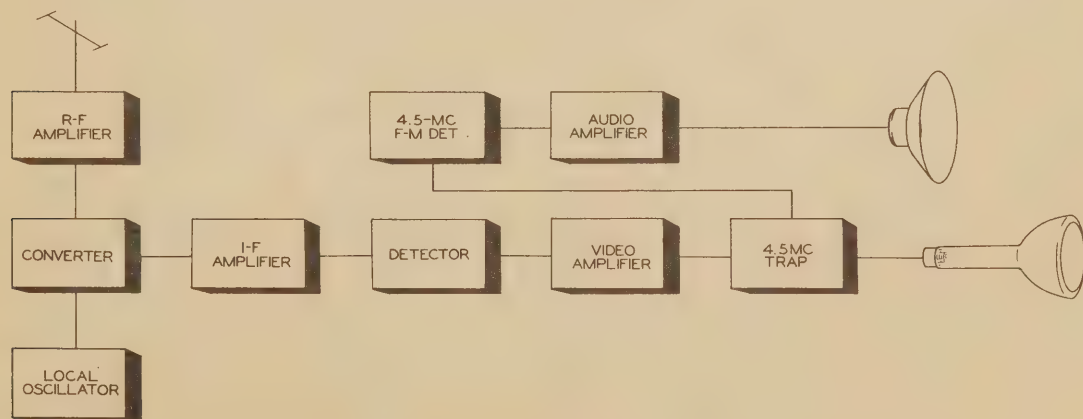 R-F
AMPLIFIER
4.5-MC
F-M DET.
AUDIO
AMPLIFIER
CONVERTER
I-F
AMPLIFIER
DETECTOR
VIDEO
AMPLIFIER
4.5MC
TRAP
LOCAL
OSCILLATOR